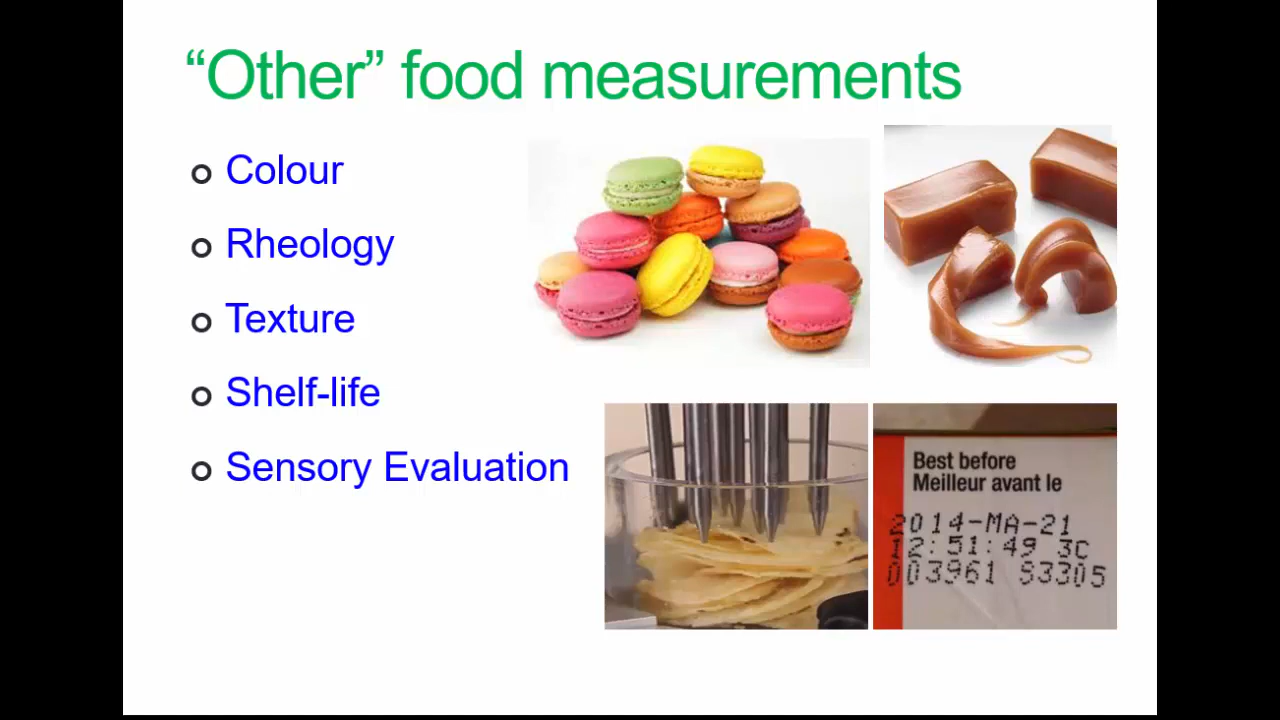 “Other” food measurements
Colour
Rheology
Texture
Shelf-life
Sensory Evaluation
Best before
Meilleur avant le
2014-MA-21
12:51:49 3C
003961 S3305